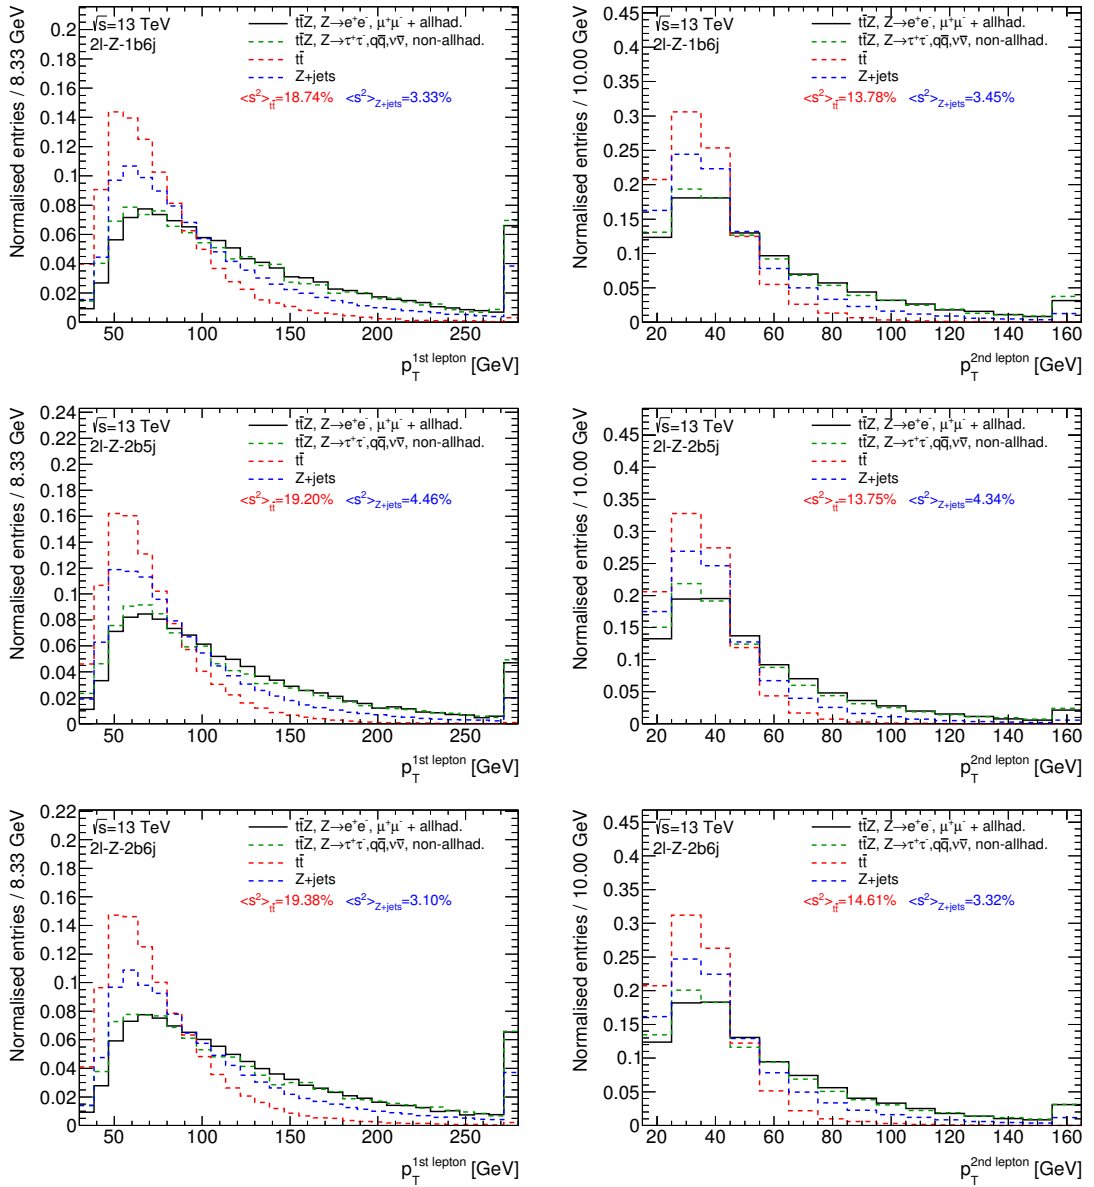 Normalised entries / 8.33 GeV
0.2
0.18
0.16
0.14
0.12
0.1
0.08
0.06
0.04
0.02
0
√s=13 TeV
2l-Z-1b6j
tt̄Z, Z→e⁺e⁻, μ⁺μ⁻ + allhad.
tt̄Z, Z→τ⁺τ⁻,qq̄,νν̄, non-allhad.
tt̄
Z+jets
<s²>tt̄=18.74% <s²>Z+jets=3.33%
50 100 150 200 250
pT 1st lepton [GeV]
Normalised entries / 10.00 GeV
0.45
0.4
0.35
0.3
0.25
0.2
0.15
0.1
0.05
0
√s=13 TeV
2l-Z-1b6j
tt̄Z, Z→e⁺e⁻, μ⁺μ⁻ + allhad.
tt̄Z, Z→τ⁺τ⁻,qq̄,νν̄, non-allhad.
tt̄
Z+jets
<s²>tt̄=13.78% <s²>Z+jets=3.45%
20 40 60 80 100 120 140 160
pT 2nd lepton [GeV]
Normalised entries / 8.33 GeV
0.24
0.22
0.2
0.18
0.16
0.14
0.12
0.1
0.08
0.06
0.04
0.02
0
√s=13 TeV
2l-Z-2b5j
tt̄Z, Z→e⁺e⁻, μ⁺μ⁻ + allhad.
tt̄Z, Z→τ⁺τ⁻,qq̄,νν̄, non-allhad.
tt̄
Z+jets
<s²>tt̄=19.20% <s²>Z+jets=4.46%
50 100 150 200 250
pT 1st lepton [GeV]
Normalised entries / 10.00 GeV
0.45
0.4
0.35
0.3
0.25
0.2
0.15
0.1
0.05
0
√s=13 TeV
2l-Z-2b5j
tt̄Z, Z→e⁺e⁻, μ⁺μ⁻ + allhad.
tt̄Z, Z→τ⁺τ⁻,qq̄,νν̄, non-allhad.
tt̄
Z+jets
<s²>tt̄=13.75% <s²>Z+jets=4.34%
20 40 60 80 100 120 140 160
pT 2nd lepton [GeV]
Normalised entries / 8.33 GeV
0.22
0.2
0.18
0.16
0.14
0.12
0.1
0.08
0.06
0.04
0.02
0
√s=13 TeV
2l-Z-2b6j
tt̄Z, Z→e⁺e⁻, μ⁺μ⁻ + allhad.
tt̄Z, Z→τ⁺τ⁻,qq̄,νν̄, non-allhad.
tt̄
Z+jets
<s²>tt̄=19.38% <s²>Z+jets=3.10%
50 100 150 200 250
pT 1st lepton [GeV]
Normalised entries / 10.00 GeV
0.45
0.4
0.35
0.3
0.25
0.2
0.15
0.1
0.05
0
√s=13 TeV
2l-Z-2b6j
tt̄Z, Z→e⁺e⁻, μ⁺μ⁻ + allhad.
tt̄Z, Z→τ⁺τ⁻,qq̄,νν̄, non-allhad.
tt̄
Z+jets
<s²>tt̄=14.61% <s²>Z+jets=3.32%
20 40 60 80 100 120 140 160
pT 2nd lepton [GeV]